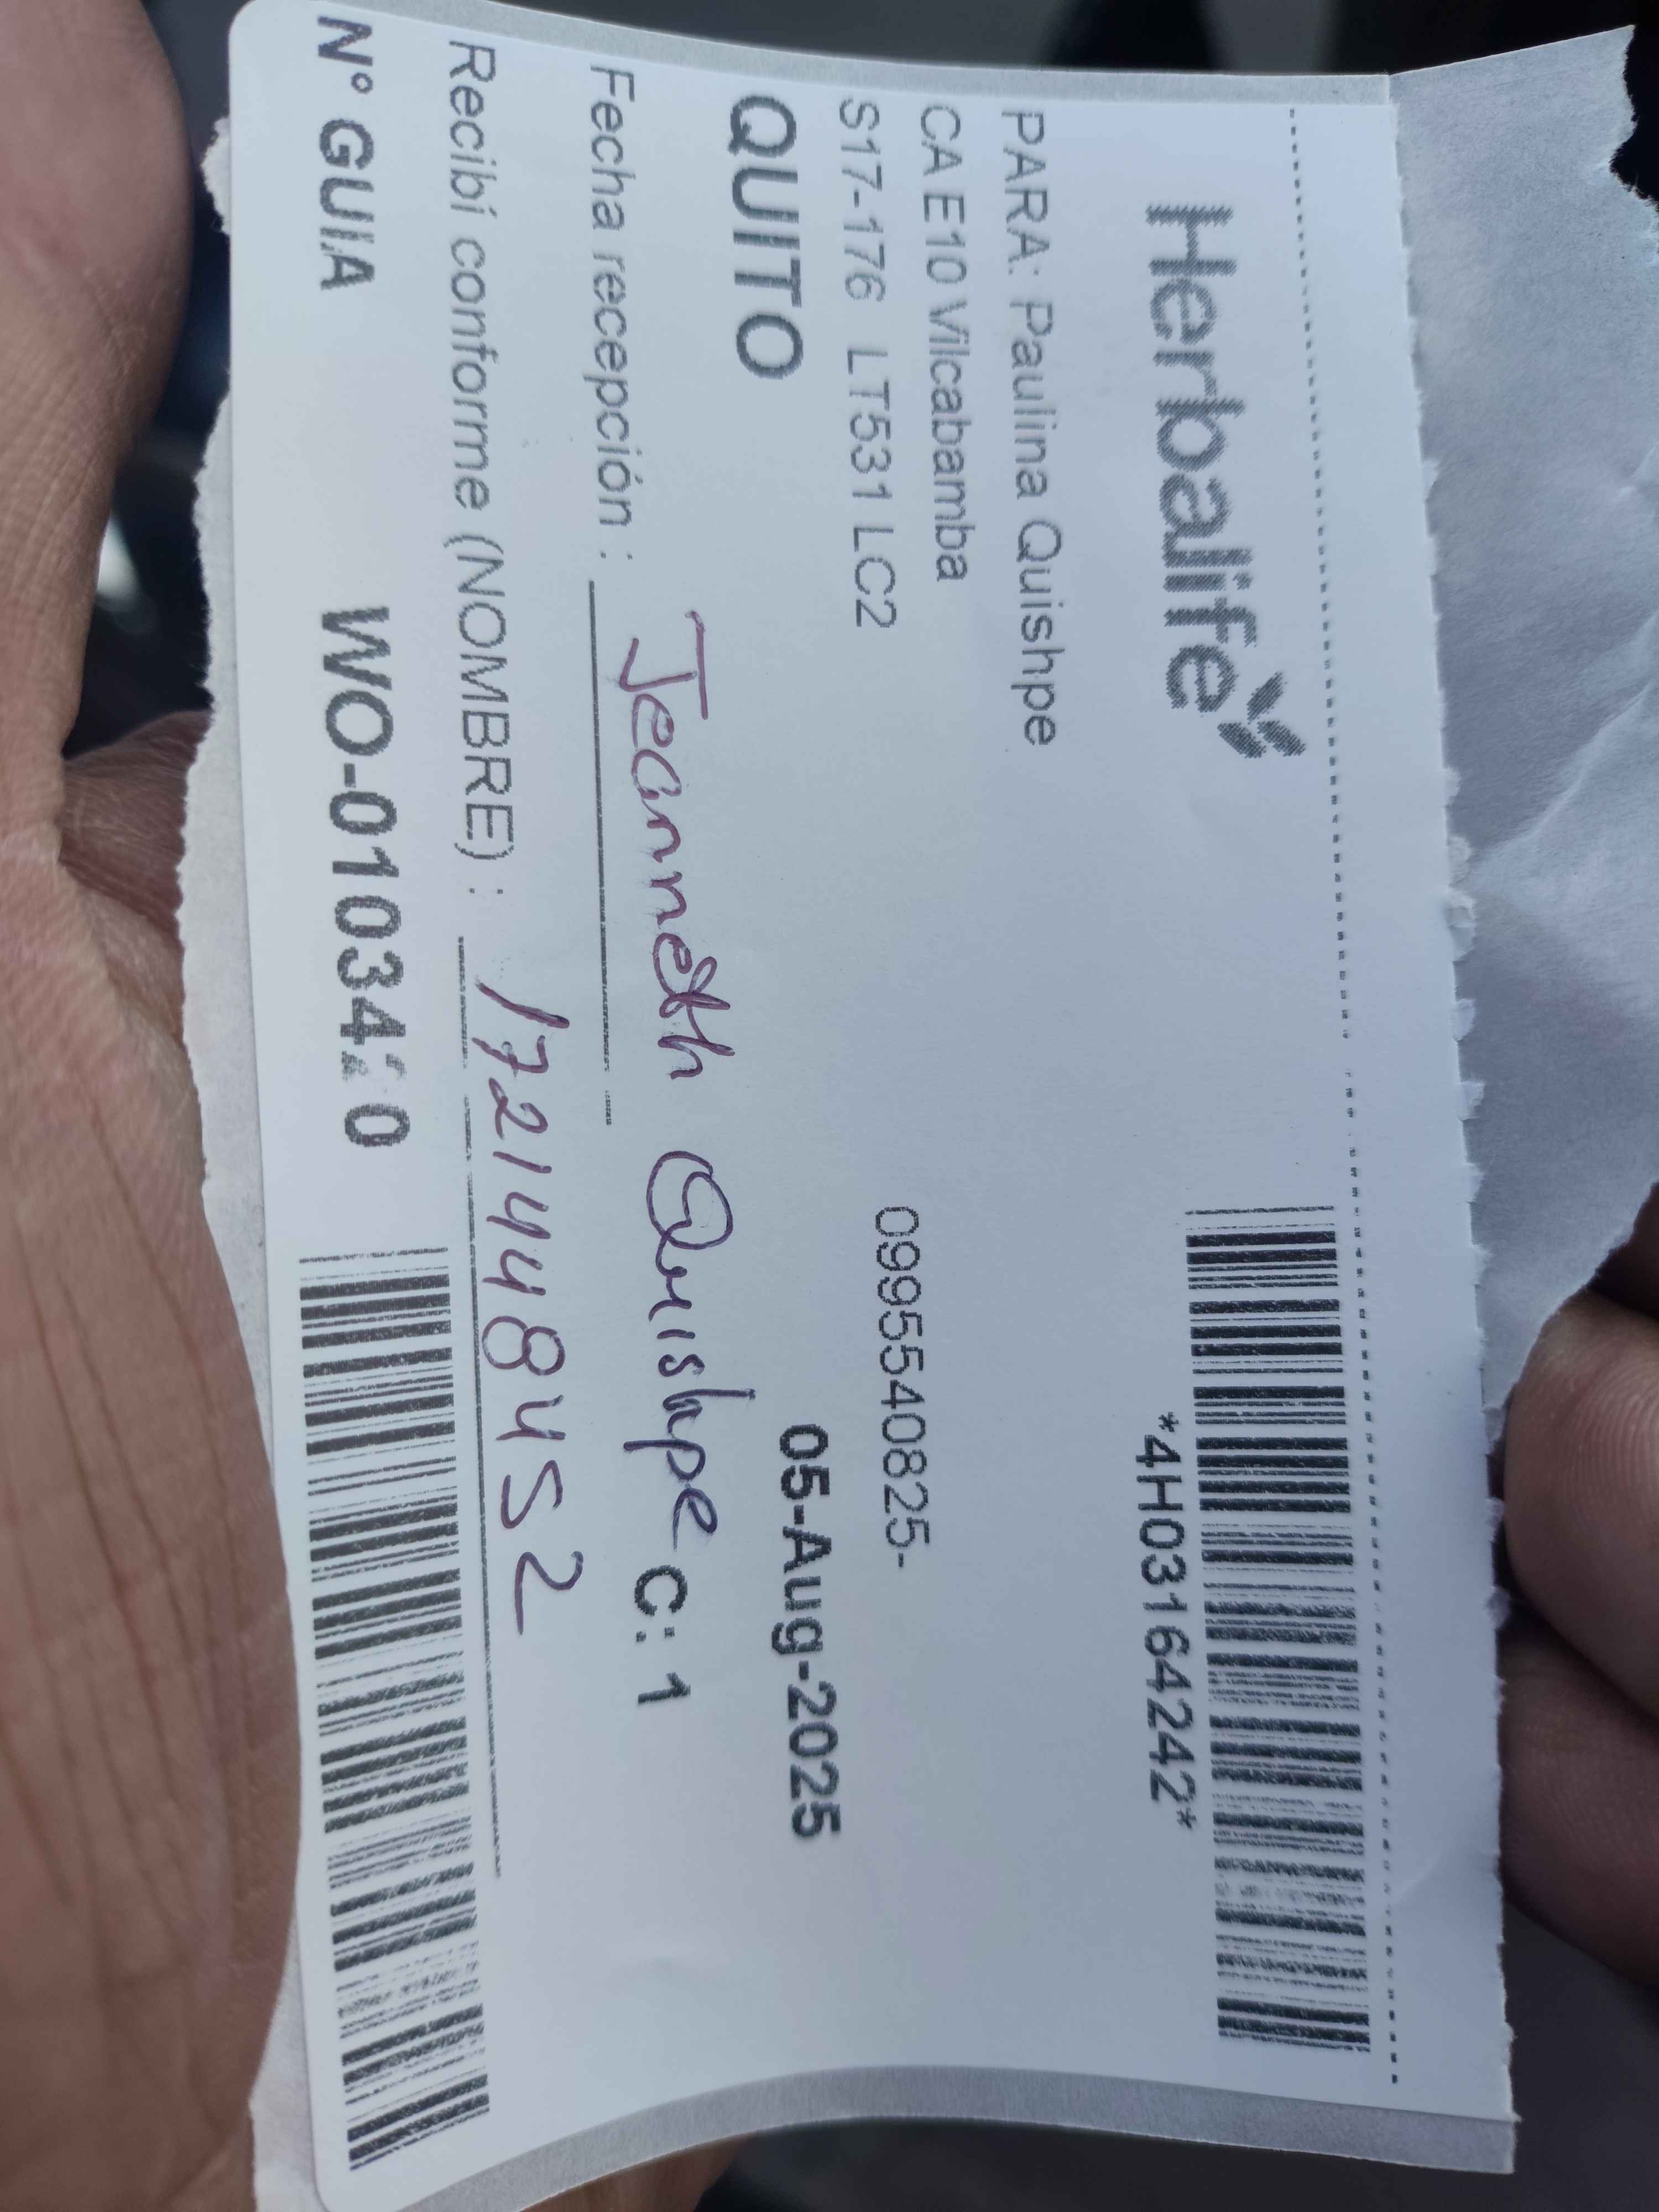 Herbalife
*4H03164242*
PARA: Paulina Quishpe
CA E10 Vilcabamba
S17-176 LT531 LC2
0995540825-
QUITO
05-Aug-2025
Fecha recepción : Jeanneth Quishpe C: 1
Recibí conforme (NOMBRE) : 1721448452
N° GUIA